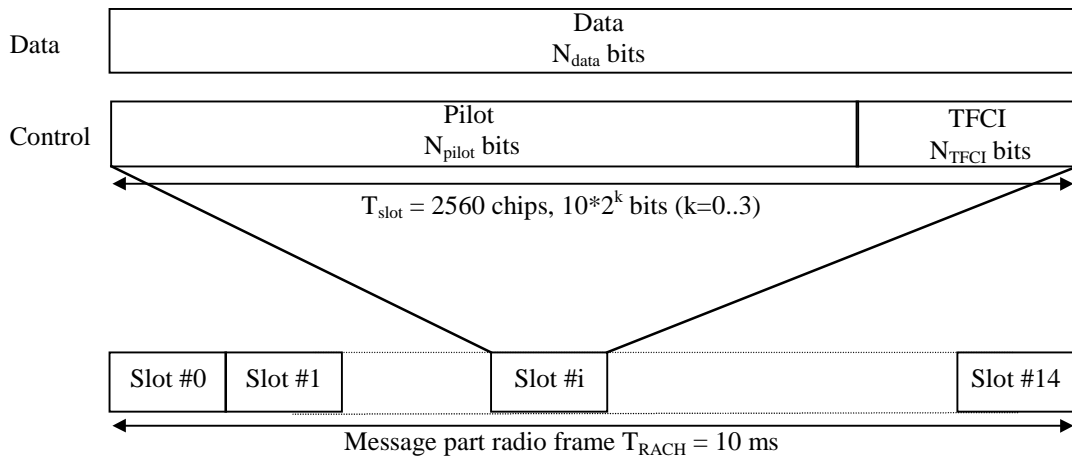 Data
Data
N_data bits
Control
Pilot
N_pilot bits
TFCI
N_TFCI bits
T_slot = 2560 chips, 10*2^k bits (k=0..3)
Slot #0
Slot #1
Slot #i
Slot #14
Message part radio frame T_RACH = 10 ms